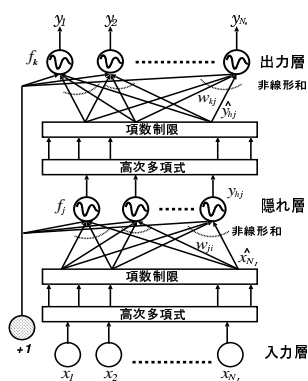 y1 y2 yNo
fk 出力層
非線形和
wkj ŷhj
項数制限
高次多項式
fj yhj 隠れ層
非線形和
wji x̂NI
項数制限
高次多項式
+1
入力層
x1 x2 xNI